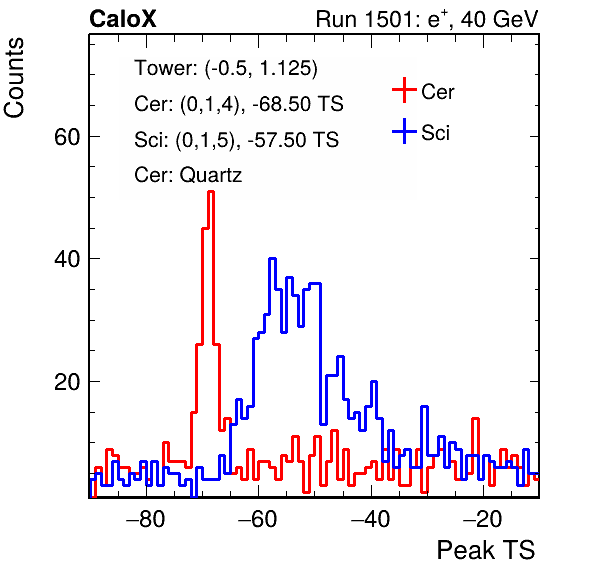 CaloX Run 1501: e⁺, 40 GeV
Counts
Tower: (-0.5, 1.125)
Cer: (0,1,4), -68.50 TS
Sci: (0,1,5), -57.50 TS
Cer: Quartz
Cer
Sci
60
40
20
−80 −60 −40 −20
Peak TS